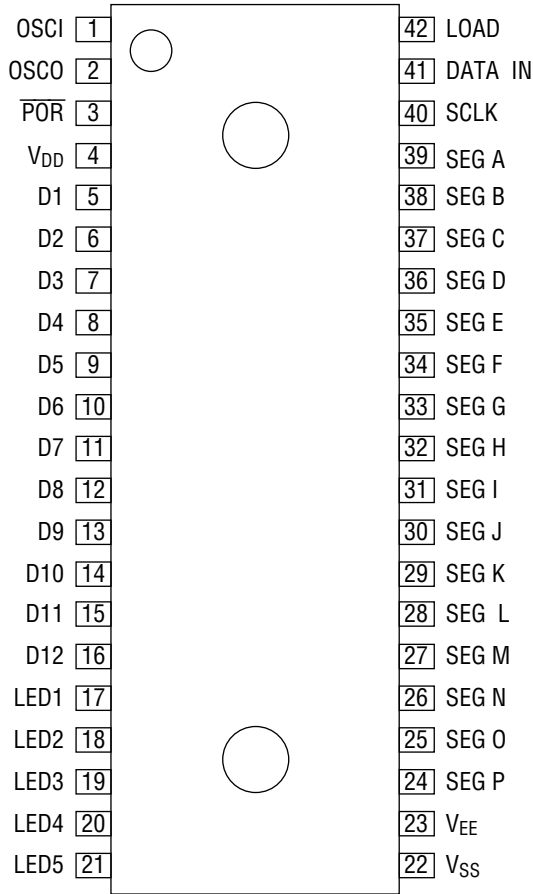 OSCI 1 42 LOAD
OSCO 2 41 DATA IN
P̅O̅R̅ 3 40 SCLK
VDD 4 39 SEG A
D1 5 38 SEG B
D2 6 37 SEG C
D3 7 36 SEG D
D4 8 35 SEG E
D5 9 34 SEG F
D6 10 33 SEG G
D7 11 32 SEG H
D8 12 31 SEG I
D9 13 30 SEG J
D10 14 29 SEG K
D11 15 28 SEG L
D12 16 27 SEG M
LED1 17 26 SEG N
LED2 18 25 SEG O
LED3 19 24 SEG P
LED4 20 23 VEE
LED5 21 22 VSS